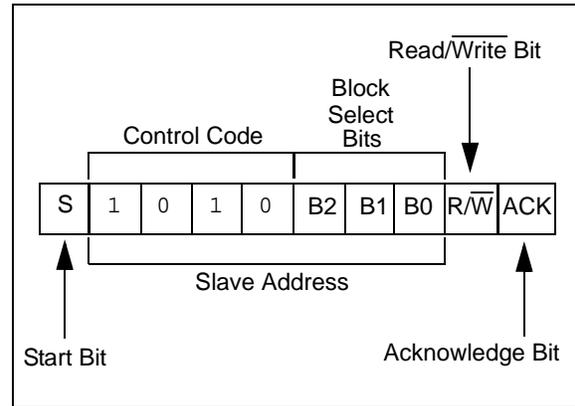 Read/Write Bit
Block
Select
Bits
Control Code
S 1 0 1 0 B2 B1 B0 R/W ACK
Slave Address
Start Bit
Acknowledge Bit